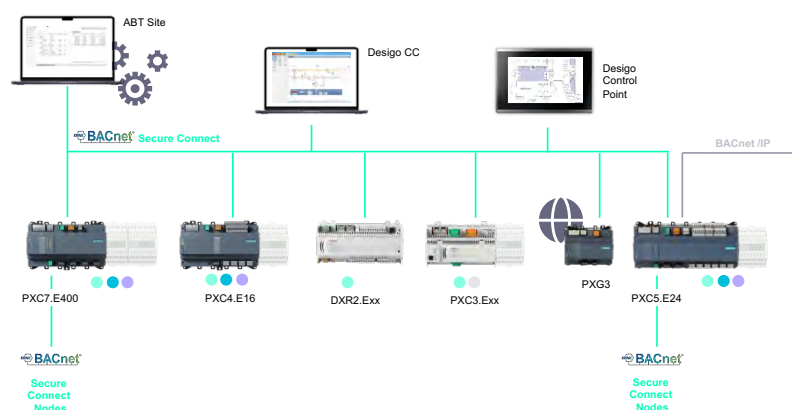 ABT Site
Desigo CC
Desigo
Control
Point
BACnet Secure Connect
BACnet /IP
PXC7.E400
PXC4.E16
DXR2.Exx
PXC3.Exx
PXG3
PXC5.E24
BACnet
Secure
Connect
Nodes
BACnet
Secure
Connect
Nodes